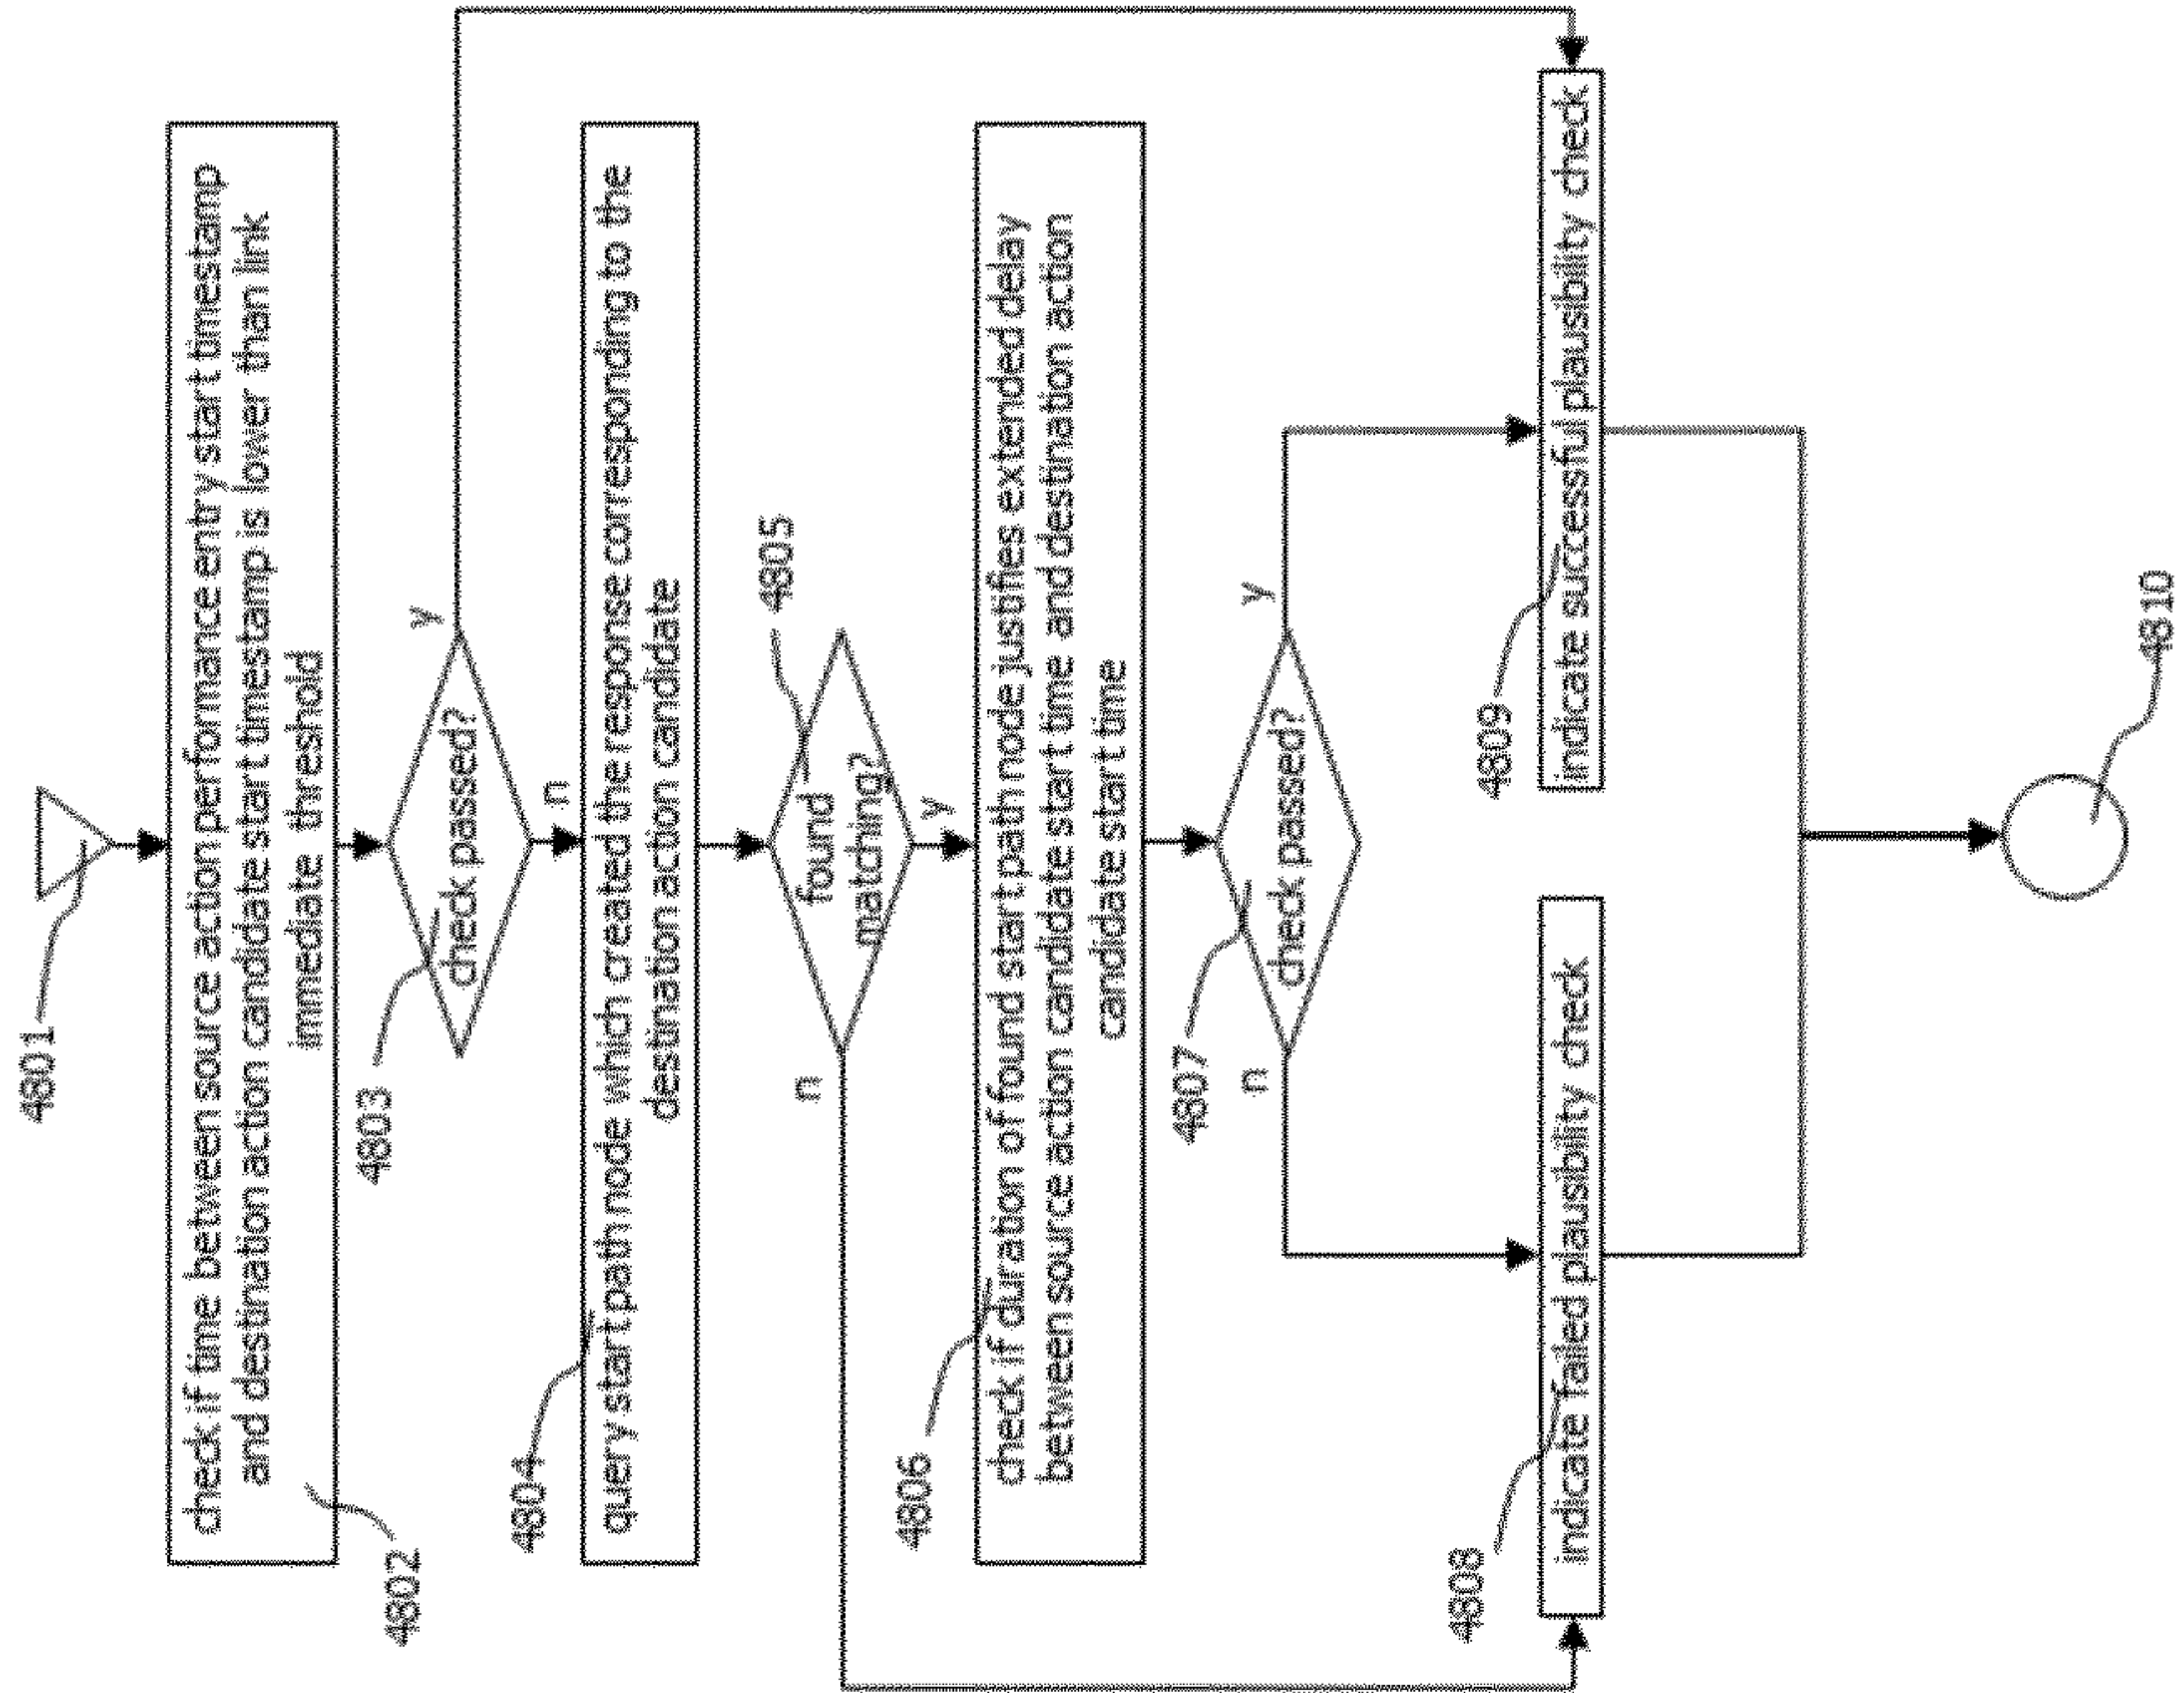 4801
check if time between source action performance entry start timestamp
and destination action candidate start timestamp is lower than link
immediate threshold
4802
4803
check passed?
y
n
4804
query start path node which created the response corresponding to the
destination action candidate
4805
found
matching?
n
y
4806
check if duration of found start path node justifies extended delay
between source action candidate start time and destination action
candidate start time
4807
check passed?
n
y
4808
indicate failed plausibility check
4809
indicate successful plausibility check
4810